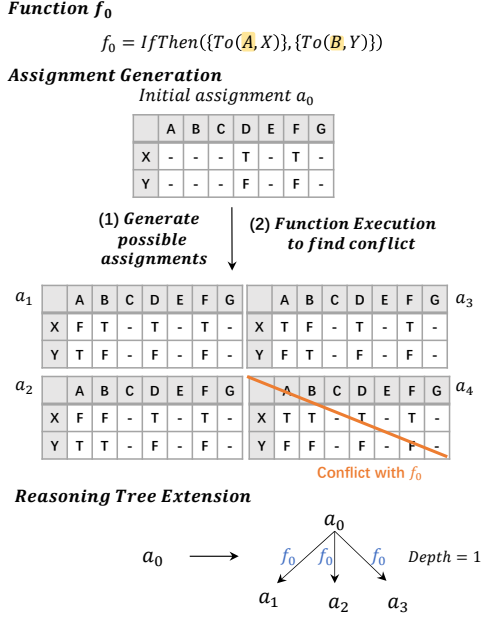 Function f₀
f₀ = IfThen({To(A, X)}, {To(B, Y)})
Assignment Generation
Initial assignment a₀
A B C D E F G
X - - - T - T -
Y - - - F - F -
(1) Generate possible assignments
(2) Function Execution to find conflict
a₁
A B C D E F G
X F T - T - T -
Y T F - F - F -
a₃
A B C D E F G
X T F - T - T -
Y F T - F - F -
a₂
A B C D E F G
X F F - T - T -
Y T T - F - F -
a₄
A B C D E F G
X T T - T - T -
Y F F - F - F -
Conflict with f₀
Reasoning Tree Extension
a₀
a₀
f₀ f₀ f₀ Depth = 1
a₁ a₂ a₃